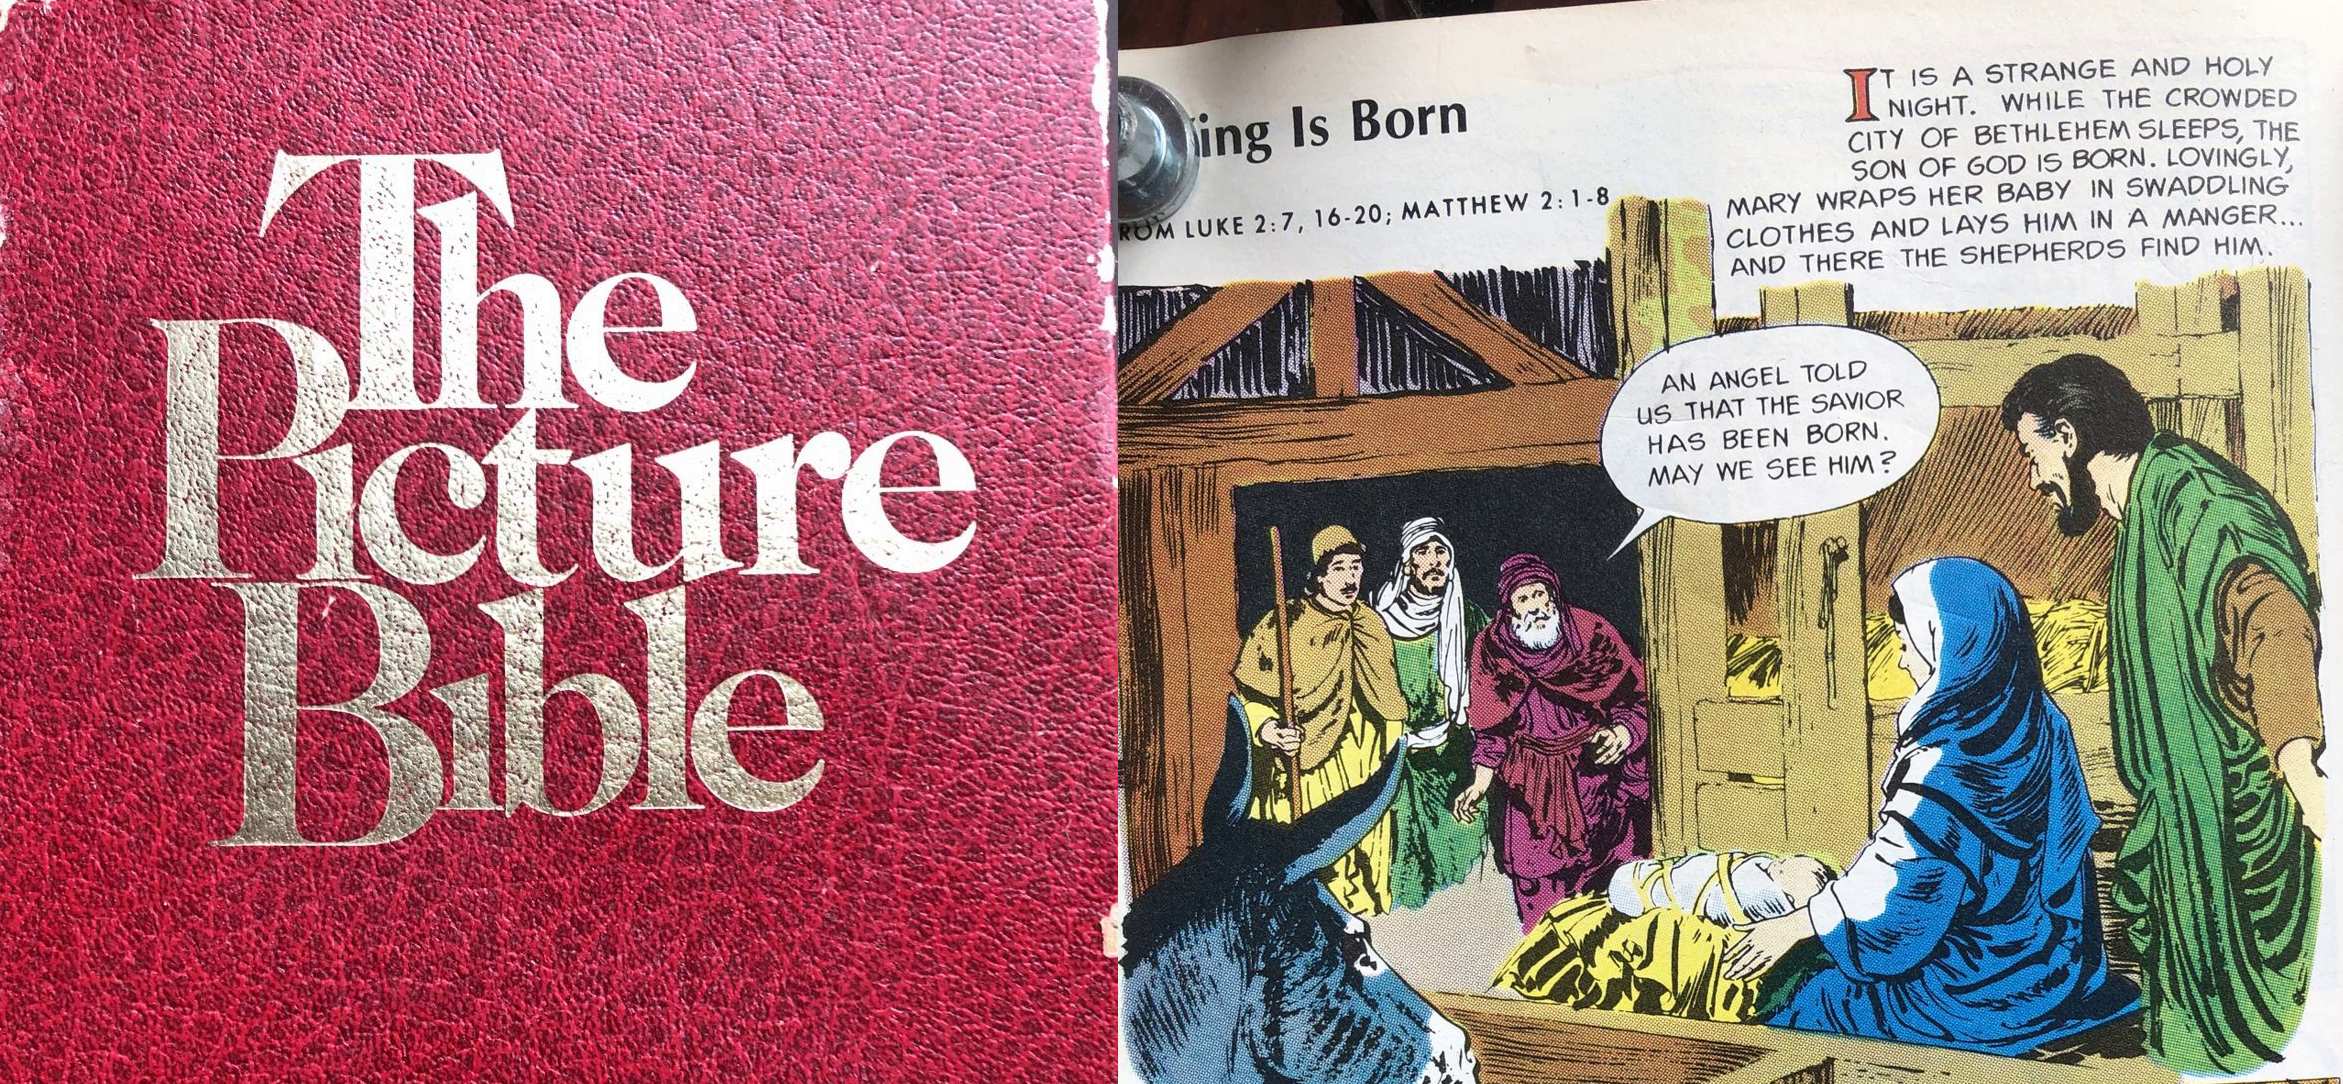 The
Picture
Bible
ing Is Born
ROM LUKE 2:7, 16-20; MATTHEW 2:1-8
IT IS A STRANGE AND HOLY
NIGHT. WHILE THE CROWDED
CITY OF BETHLEHEM SLEEPS, THE
SON OF GOD IS BORN. LOVINGLY,
MARY WRAPS HER BABY IN SWADDLING
CLOTHES AND LAYS HIM IN A MANGER...
AND THERE THE SHEPHERDS FIND HIM.
AN ANGEL TOLD
US THAT THE SAVIOR
HAS BEEN BORN.
MAY WE SEE HIM?